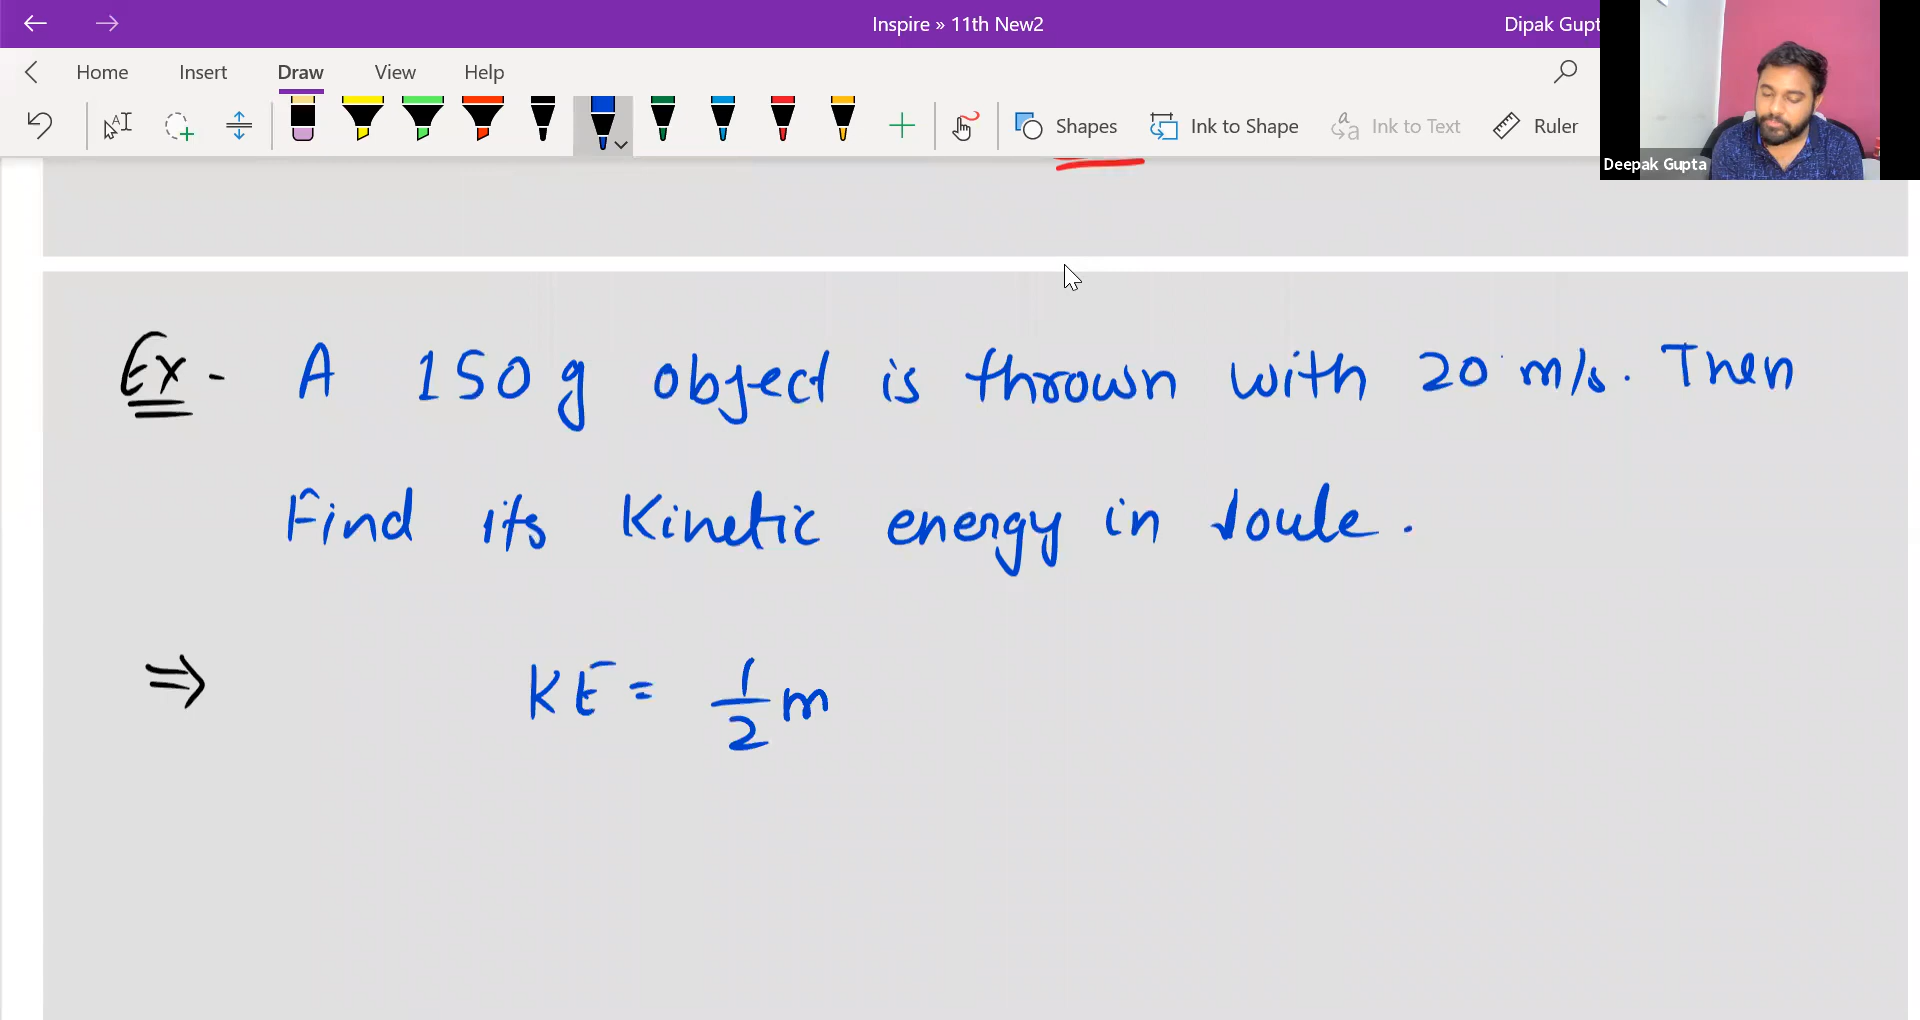 Inspire » 11th New2
Dipak Gupt
Home Insert Draw View Help
Shapes Ink to Shape Ink to Text Ruler
Deepak Gupta
Ex - A 150 g object is thrown with 20 m/s. Then
Find its Kinetic energy in Joule.
⇒ KE = 1/2 m